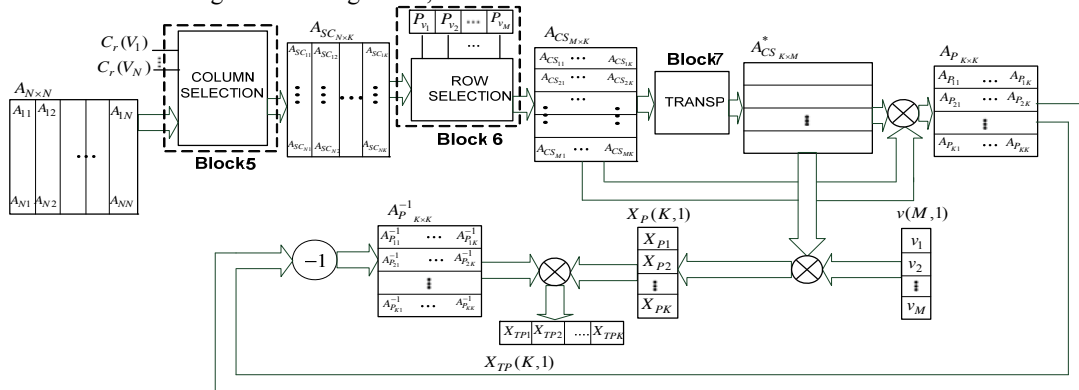 C_r(V_1)
C_r(V_N)
COLUMN SELECTION
Block5
A_{N×N}
A_{11} A_{12} A_{1N}
...
A_{N1} A_{N2} A_{NN}
A_{SC_{N×K}}
A_{SC_{11}} A_{SC_{12}} A_{SC_{1K}}
A_{SC_{N1}} A_{SC_{N2}} A_{SC_{NK}}
P_{v_1} P_{v_2} ... P_{v_M}
...
ROW SELECTION
Block 6
A_{CS_{M×K}}
A_{CS_{11}} ... A_{CS_{1K}}
A_{CS_{21}} ... A_{CS_{2K}}
A_{CS_{M1}} ... A_{CS_{MK}}
Block7
TRANSP
A^*_{CS_{K×M}}
A_{P_{K×K}}
A_{P_{11}} ... A_{P_{1K}}
A_{P_{21}} ... A_{P_{2K}}
A_{P_{K1}} ... A_{P_{KK}}
−1
A_P^{-1}_{K×K}
A^{-1}_{P_{11}} ... A^{-1}_{P_{1K}}
A^{-1}_{P_{21}} ... A^{-1}_{P_{2K}}
A^{-1}_{P_{K1}} ... A^{-1}_{P_{KK}}
X_P(K,1)
X_{P1}
X_{P2}
X_{PK}
v(M,1)
v_1
v_2
v_M
X_{TP1} X_{TP2} .... X_{TPK}
X_{TP}(K,1)